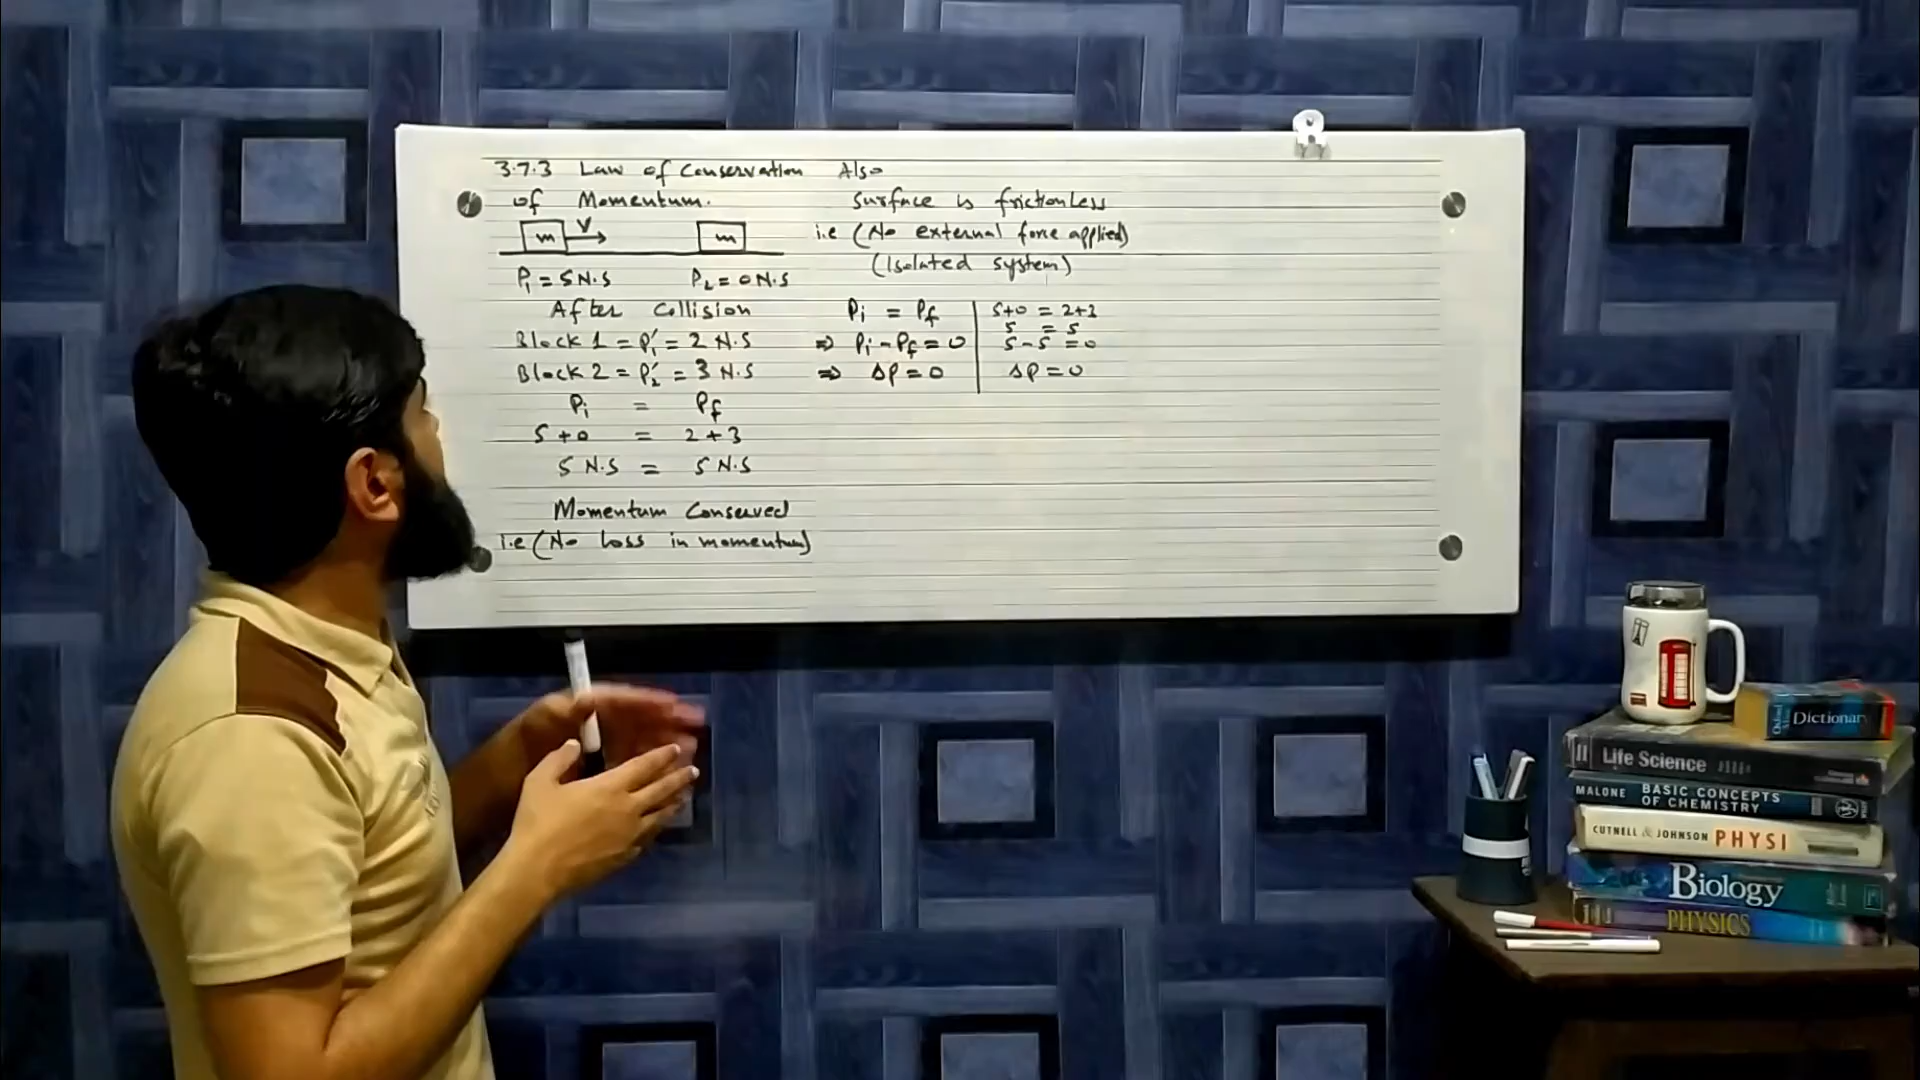 3.7.3 Law of Conservation
of Momentum.
m V m
P₁ = 5 N.S P₂ = 0 N.S
After Collision
Block 1 = P₁' = 2 N.S
Block 2 = P₂' = 3 N.S
Pi = Pf
5 + 0 = 2 + 3
5 N.S = 5 N.S
Momentum Conserved
i.e (No loss in momentum)
Also
Surface is frictionless
i.e (No external force applied)
(Isolated system)
Pi = Pf
⇒ Pi - Pf = 0
⇒ ΔP = 0
5+0 = 2+3
5 = 5
5 - 5 = 0
ΔP = 0
Oxford
Dictionary
Life Science
MALONE BASIC CONCEPTS
OF CHEMISTRY
CUTNELL & JOHNSON PHYSI
Biology
PHYSICS